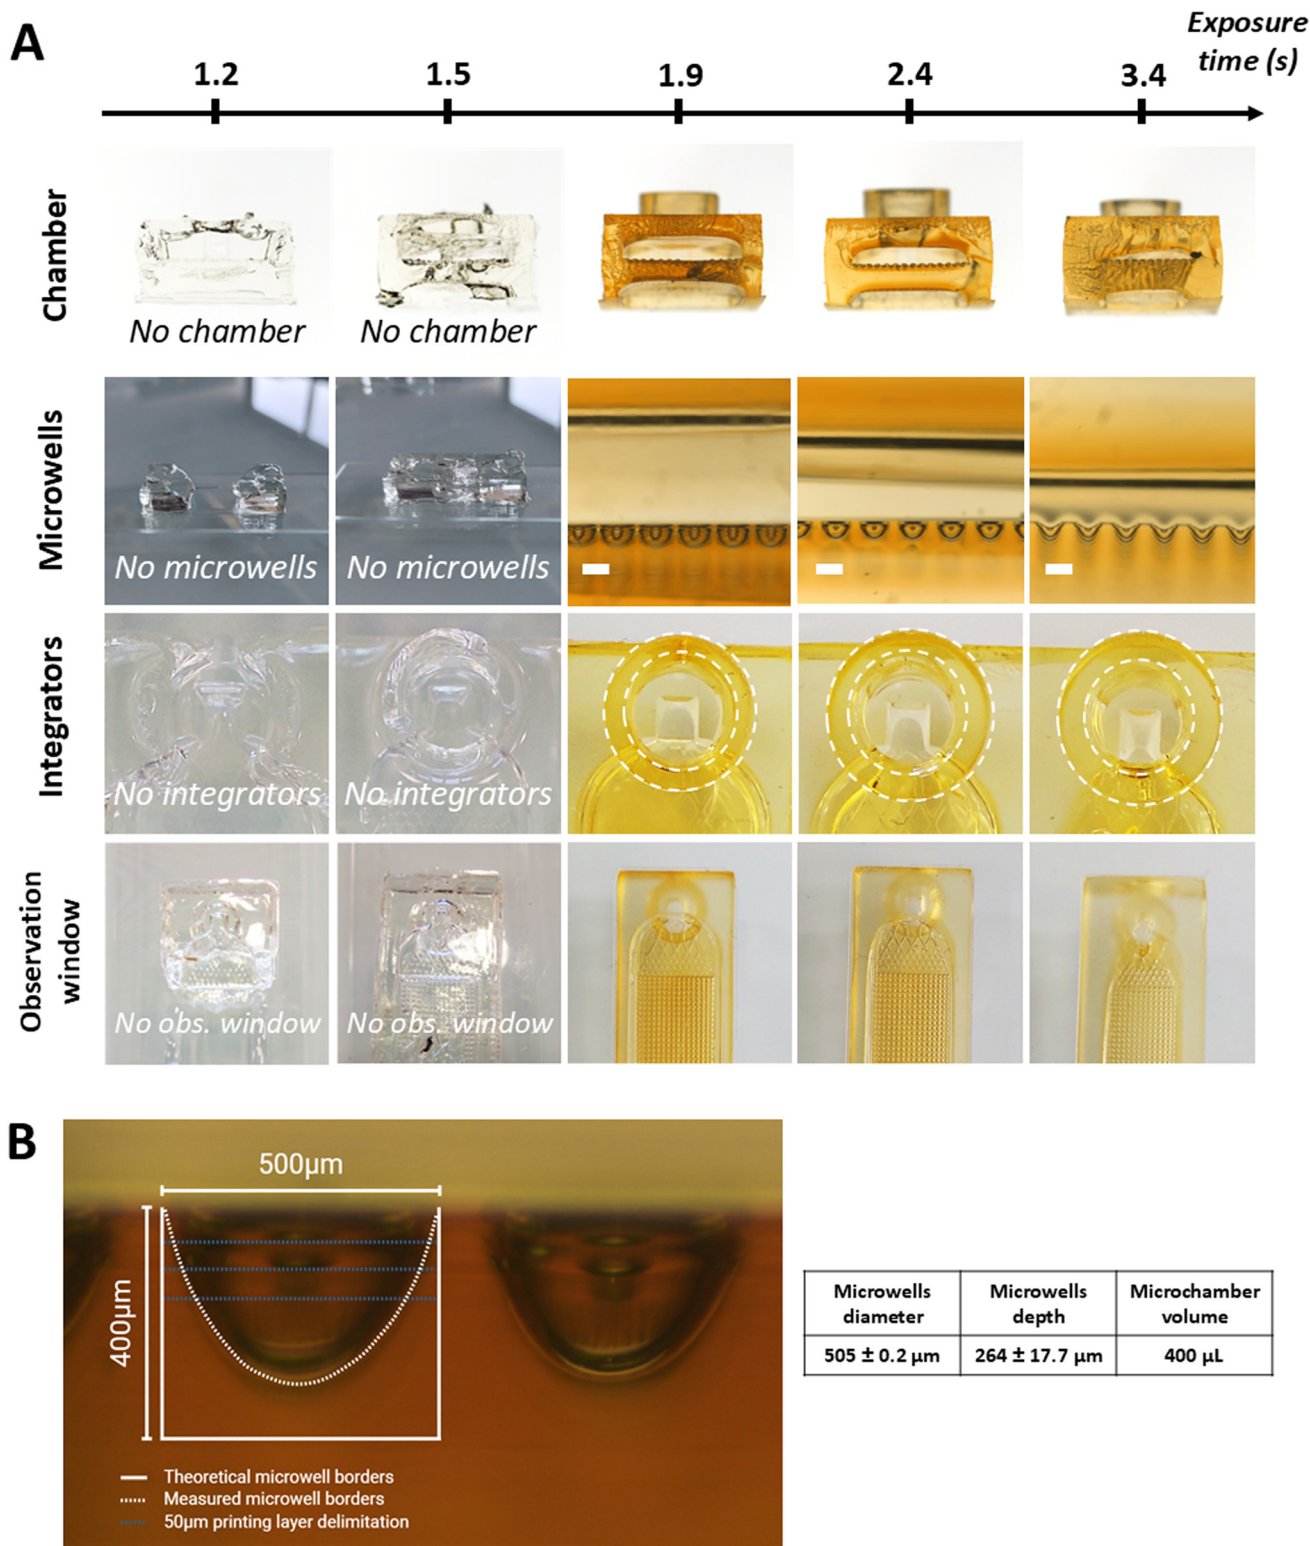 A
Exposure
time (s)
1.2 1.5 1.9 2.4 3.4
Chamber
No chamber No chamber
Microwells
No microwells No microwells
Integrators
No integrators No integrators
Observation
window
No obs. window No obs. window
B
500µm
400µm
Theoretical microwell borders
Measured microwell borders
50µm printing layer delimitation
Microwells
diameter
Microwells
depth
Microchamber
volume
505 ± 0.2 µm 264 ± 17.7 µm 400 µL